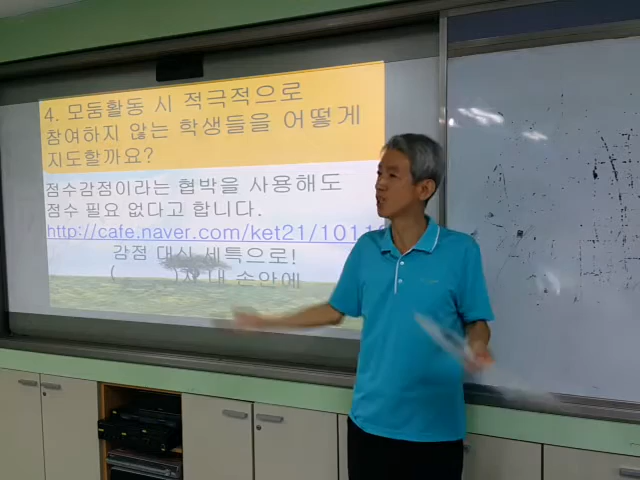 4. 모둠활동 시 적극적으로
참여하지 않는 학생들을 어떻게
지도할까요?
점수감점이라는 협박을 사용해도
점수 필요 없다고 합니다.
http://cafe.naver.com/ket21/1011
감점 대신 세특으로!
내 손안에